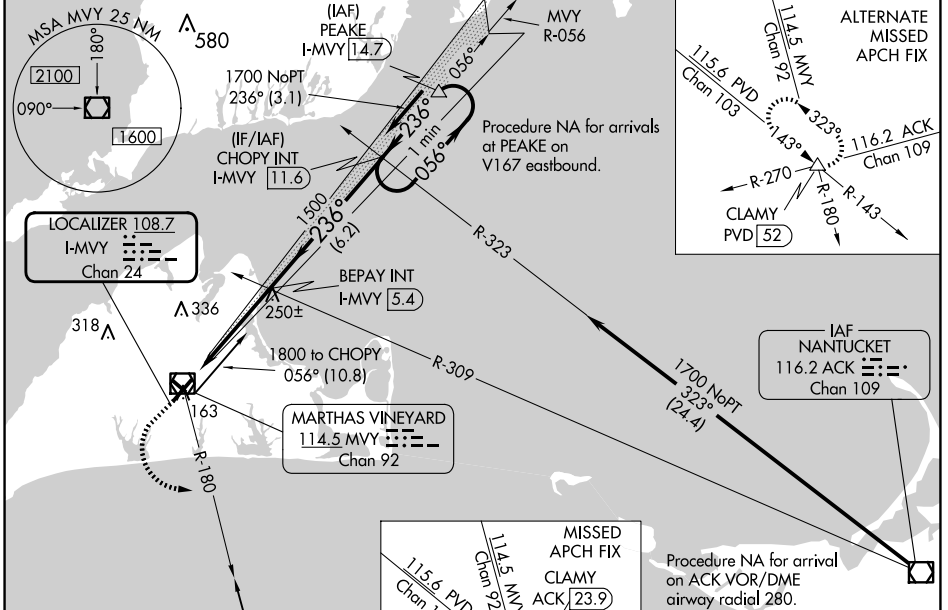 MSA MVY 25 NM
180°
2100
090°
1600
580
(IAF)
PEAKE
I-MVY 14.7
MVY
R-056
056°
1700 NoPT
236° (3.1)
236°
1 min
056°
(IF/IAF)
CHOPY INT
I-MVY 11.6
Procedure NA for arrivals
at PEAKE on
V167 eastbound.
ALTERNATE
MISSED
APCH FIX
114.5 MVY
Chan 92
115.6 PVD
Chan 103
323°
143°
116.2 ACK
Chan 109
R-270
R-180
R-143
CLAMY
PVD 52
LOCALIZER 108.7
I-MVY
Chan 24
1500
236°
(6.2)
R-323
BEPAY INT
I-MVY 5.4
250±
336
318
1800 to CHOPY
056° (10.8)
R-309
1700 NoPT
323°
(24.4)
IAF
NANTUCKET
116.2 ACK
Chan 109
163
MARTHAS VINEYARD
114.5 MVY
Chan 92
R-180
MISSED
APCH FIX
CLAMY
ACK 23.9
114.5 MVY
Chan 92
115.6 PVD
Procedure NA for arrival
on ACK VOR/DME
airway radial 280.